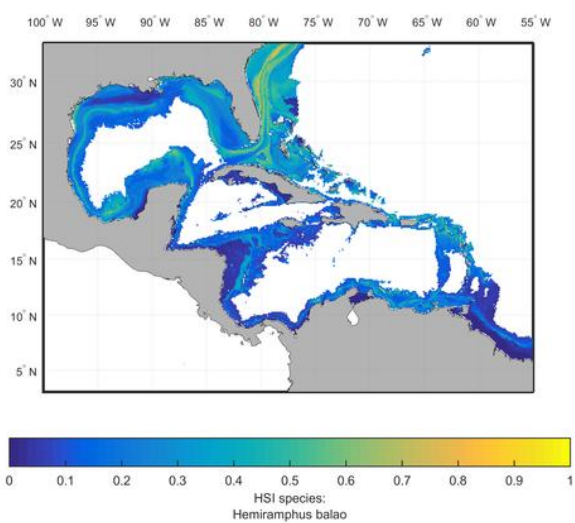 100° W 95° W 90° W 85° W 80° W 75° W 70° W 65° W 60° W 55° W
30° N
25° N
20° N
15° N
10° N
5° N
0 0.1 0.2 0.3 0.4 0.5 0.6 0.7 0.8 0.9 1
HSI species:
Hemiramphus balao